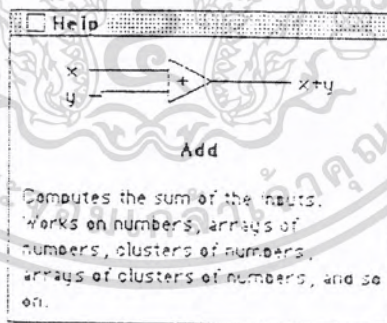 Help
x
+
x+y
y
Add
Computes the sum of the inputs.
Works on numbers, arrays of
numbers, clusters of numbers,
arrays of clusters of numbers, and so
on.